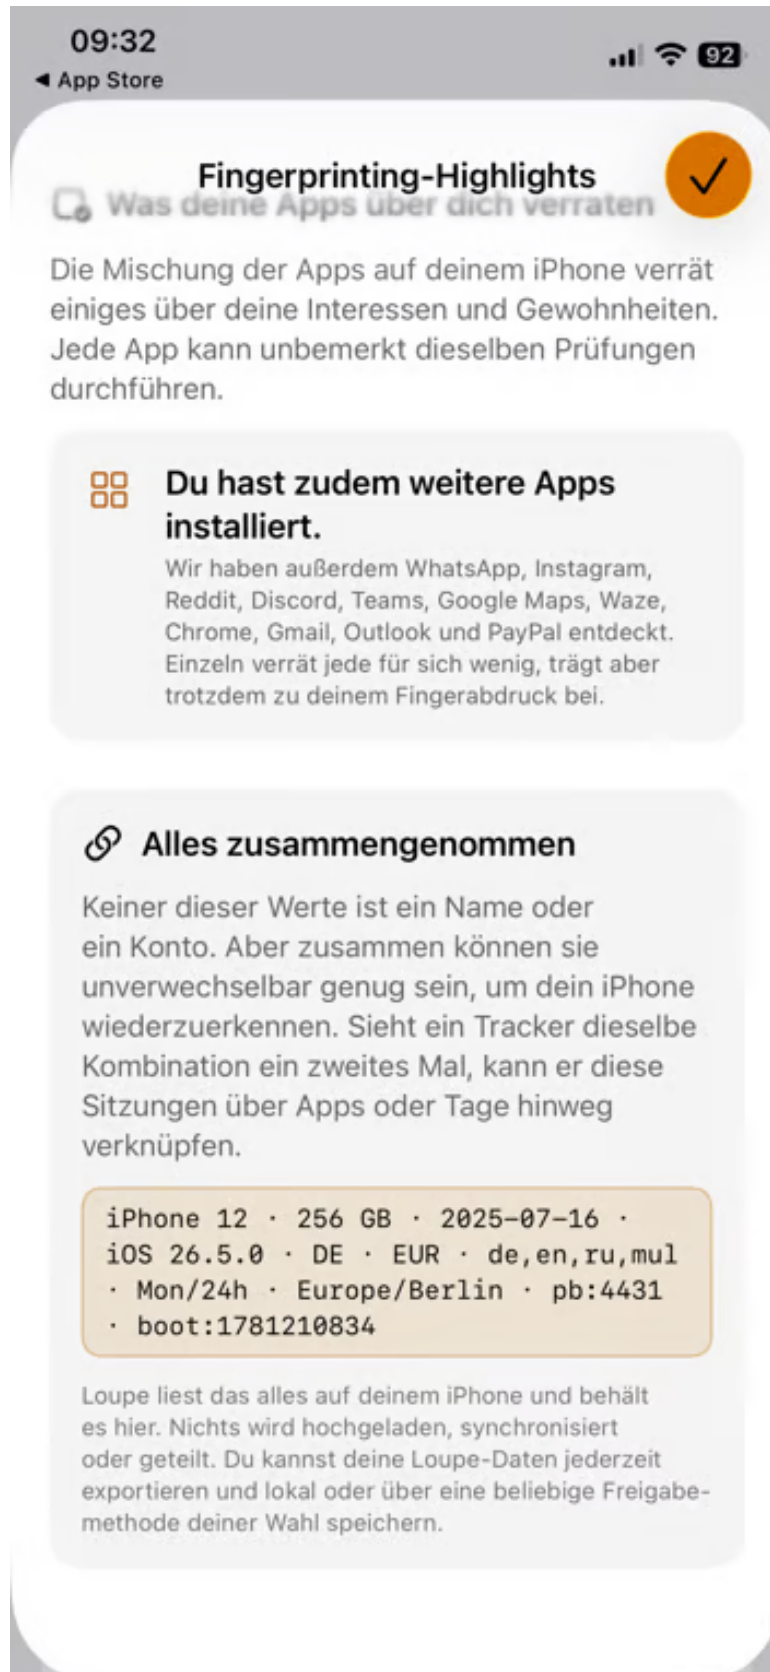 09:32
◀ App Store
92
Fingerprinting-Highlights
Was deine Apps über dich verraten
Die Mischung der Apps auf deinem iPhone verrät
einiges über deine Interessen und Gewohnheiten.
Jede App kann unbemerkt dieselben Prüfungen
durchführen.
Du hast zudem weitere Apps
installiert.
Wir haben außerdem WhatsApp, Instagram,
Reddit, Discord, Teams, Google Maps, Waze,
Chrome, Gmail, Outlook und PayPal entdeckt.
Einzeln verrät jede für sich wenig, trägt aber
trotzdem zu deinem Fingerabdruck bei.
Alles zusammengenommen
Keiner dieser Werte ist ein Name oder
ein Konto. Aber zusammen können sie
unverwechselbar genug sein, um dein iPhone
wiederzuerkennen. Sieht ein Tracker dieselbe
Kombination ein zweites Mal, kann er diese
Sitzungen über Apps oder Tage hinweg
verknüpfen.
iPhone 12 · 256 GB · 2025-07-16 ·
iOS 26.5.0 · DE · EUR · de,en,ru,mul
· Mon/24h · Europe/Berlin · pb:4431
· boot:1781210834
Loupe liest das alles auf deinem iPhone und behält
es hier. Nichts wird hochgeladen, synchronisiert
oder geteilt. Du kannst deine Loupe-Daten jederzeit
exportieren und lokal oder über eine beliebige Freigabe-
methode deiner Wahl speichern.